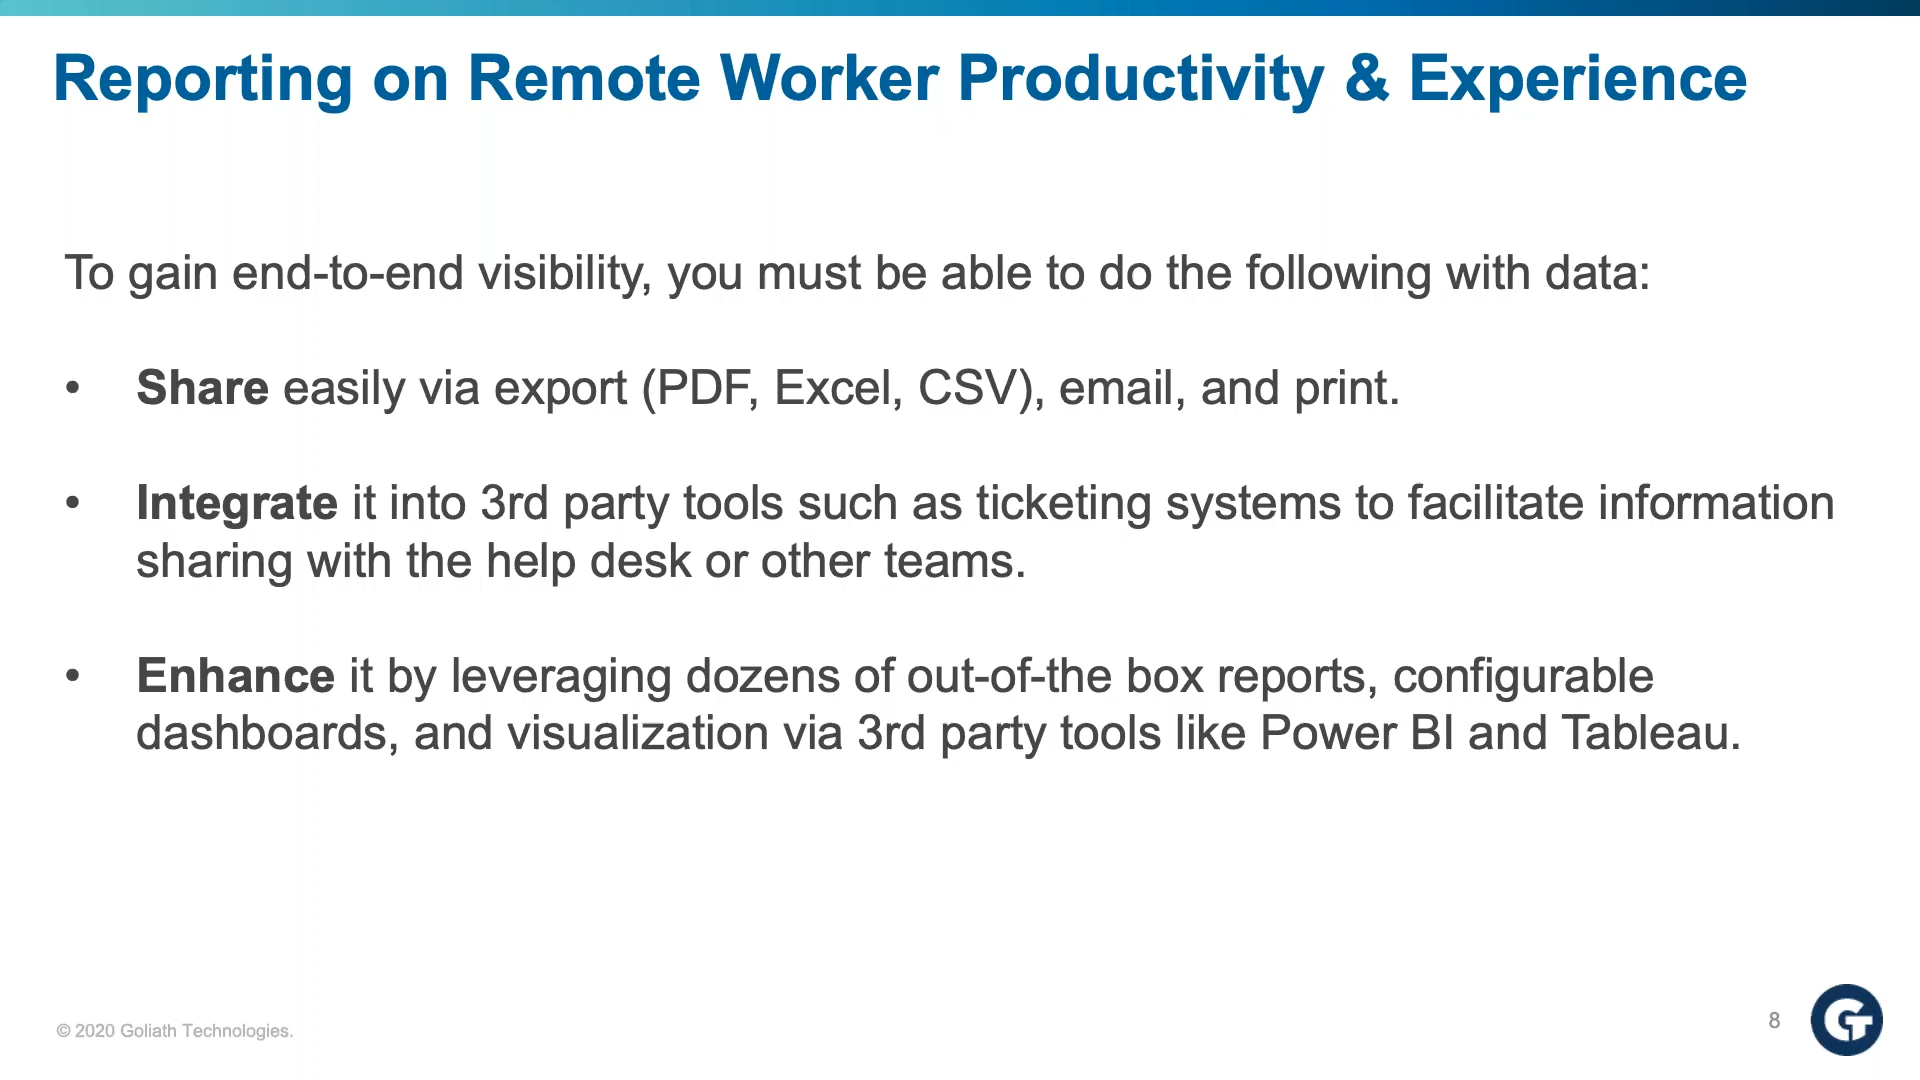 Reporting on Remote Worker Productivity & Experience
To gain end-to-end visibility, you must be able to do the following with data:
• Share easily via export (PDF, Excel, CSV), email, and print.
• Integrate it into 3rd party tools such as ticketing systems to facilitate information
sharing with the help desk or other teams.
• Enhance it by leveraging dozens of out-of-the box reports, configurable
dashboards, and visualization via 3rd party tools like Power BI and Tableau.
© 2020 Goliath Technologies.
8
G